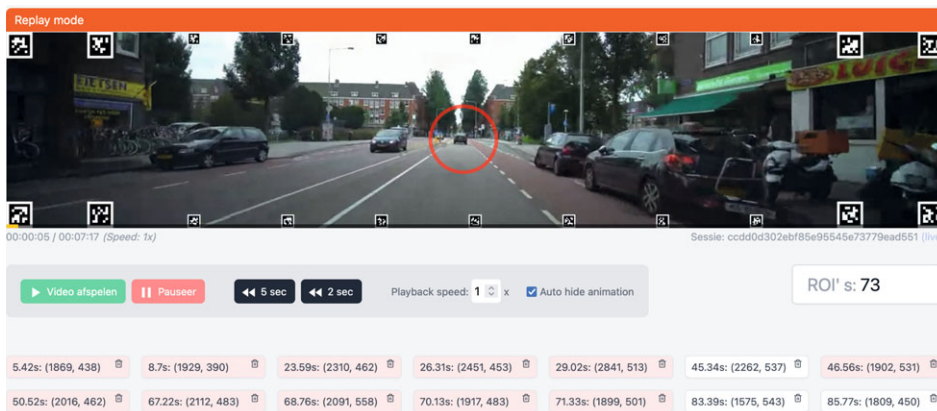 Replay mode
EIETSEN
LUIGI
00:00:05 / 00:07:17 (Speed: 1x)
Sessie: ccdd0d302ebf85e95545e73779ead551 (live
Video afspelen
Pauseer
5 sec
2 sec
Playback speed: 1 x
Auto hide animation
ROI' s: 73
5.42s: (1869, 438)
8.7s: (1929, 390)
23.59s: (2310, 462)
26.31s: (2451, 453)
29.02s: (2841, 513)
45.34s: (2262, 537)
46.56s: (1902, 531)
50.52s: (2016, 462)
67.22s: (2112, 483)
68.76s: (2091, 558)
70.13s: (1917, 483)
71.33s: (1899, 501)
83.39s: (1575, 543)
85.77s: (1809, 450)